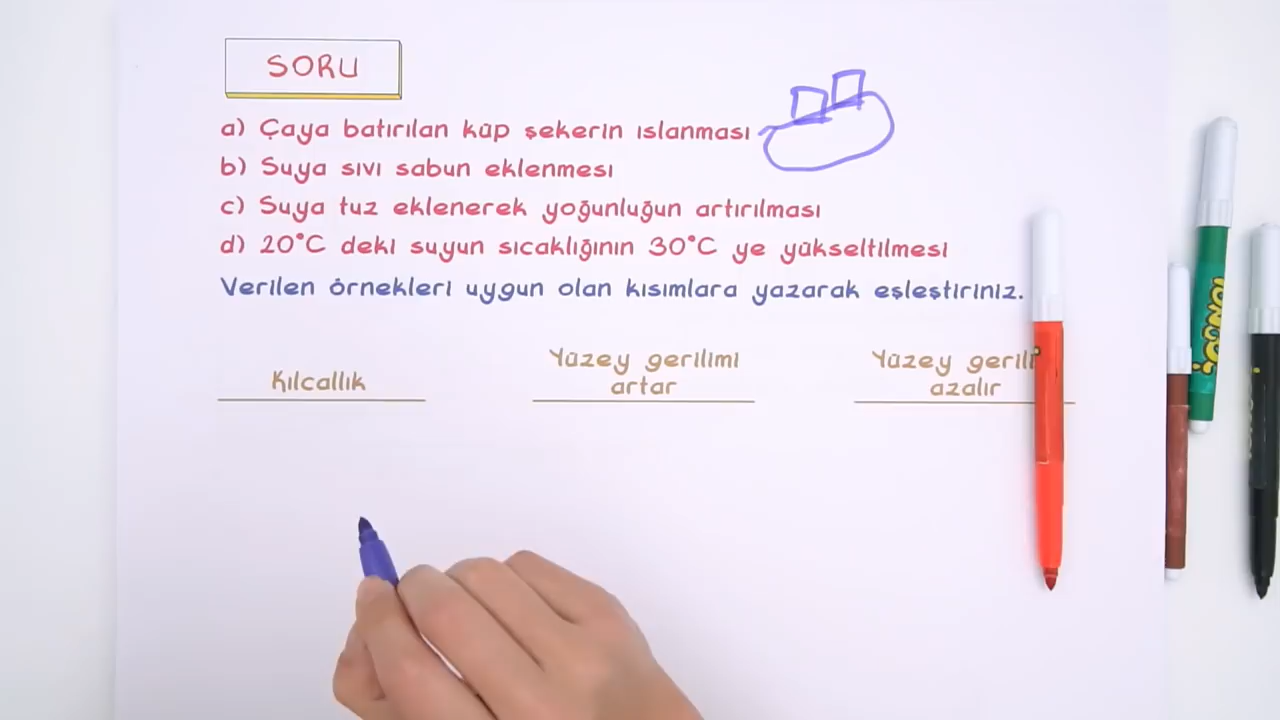 SORU
a) Çaya batırılan küp şekerin ıslanması
b) Suya sıvı sabun eklenmesi
c) Suya tuz eklenerek yoğunluğun artırılması
d) 20°C deki suyun sıcaklığının 30°C ye yükseltilmesi
Verilen örnekleri uygun olan kısımlara yazarak eşleştiriniz.
Kılcallık
Yüzey gerilimi
artar
Yüzey
azalır